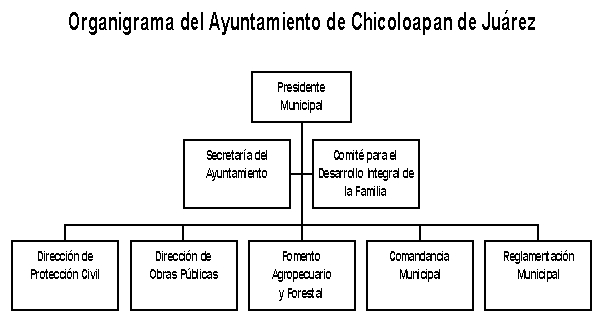 Organigrama del Ayuntamiento de Chicoloapan de Juárez
Presidente
Municipal
Secretaría del
Ayuntamiento
Comité para el
Desarrollo Integral de
la Familia
Dirección de
Protección Civil
Dirección de
Obras Públicas
Fomento
Agropecuario
y Forestal
Comandancia
Municipal
Reglamentación
Municipal